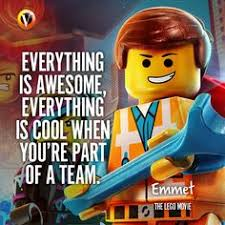 EVERYTHING
IS AWESOME,
EVERYTHING
IS COOL WHEN
YOU'RE PART
OF A TEAM.
Emmet
THE LEGO MOVIE